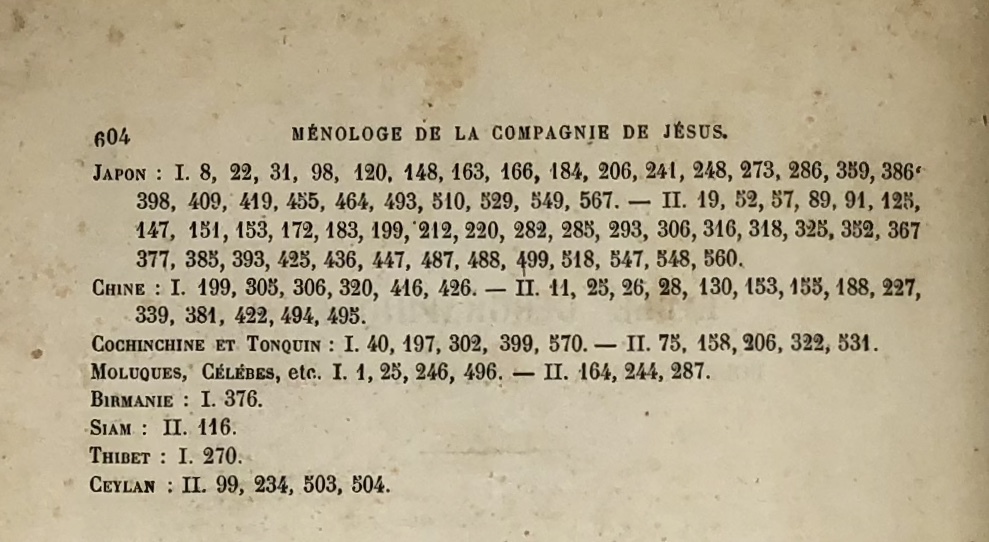 604 MÉNOLOGE DE LA COMPAGNIE DE JÉSUS.
JAPON : I. 8, 22, 31, 98, 120, 148, 163, 166, 184, 206, 241, 248, 273, 286, 359, 386‘
398, 409, 419, 455, 464, 493, 510, 529, 549, 567. — II. 19, 52, 57, 89, 91, 125,
147, 151, 153, 172, 183, 199, 212, 220, 282, 285, 293, 306, 316, 318, 325, 352, 367
377, 385, 393, 425, 436, 447, 487, 488, 499, 518, 547, 548, 560.
CHINE : I. 199, 305, 306, 320, 416, 426. — II. 11, 25, 26, 28, 130, 153, 155, 188, 227,
339, 381, 422, 494, 495.
COCHINCHINE ET TONQUIN : I. 40, 197, 302, 399, 570. — II. 75, 158, 206, 322, 531.
MOLUQUES, CÉLÉBES, etc. I. 1, 25, 246, 496. — II. 164, 244, 287.
BIRMANIE : I. 376.
SIAM : II. 116.
THIBET : I. 270.
CEYLAN : II. 99, 234, 503, 504.